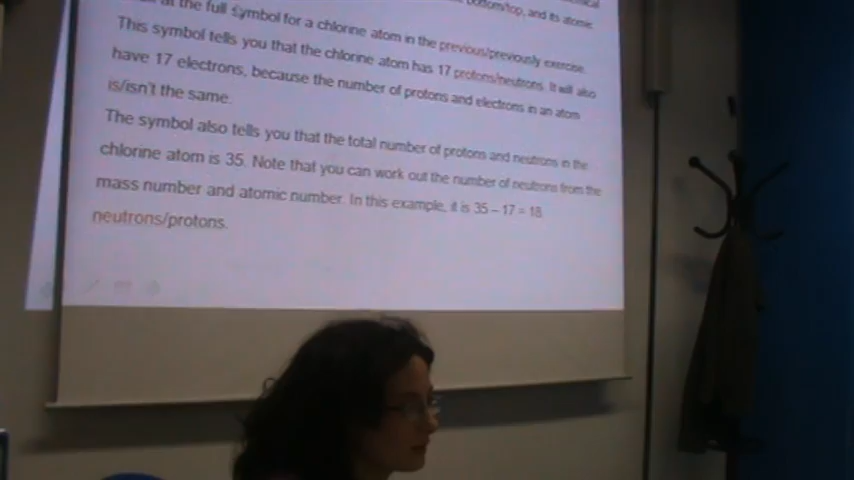 bottom/top, and its atomic
at the full symbol for a chlorine atom in the previous/previously exercise.
This symbol tells you that the chlorine atom has 17 protons/neutrons. It will also
have 17 electrons, because the number of protons and electrons in an atom
is/isn't the same.
The symbol also tells you that the total number of protons and neutrons in the
chlorine atom is 35. Note that you can work out the number of neutrons from the
mass number and atomic number. In this example, it is 35 – 17 = 18
neutrons/protons.